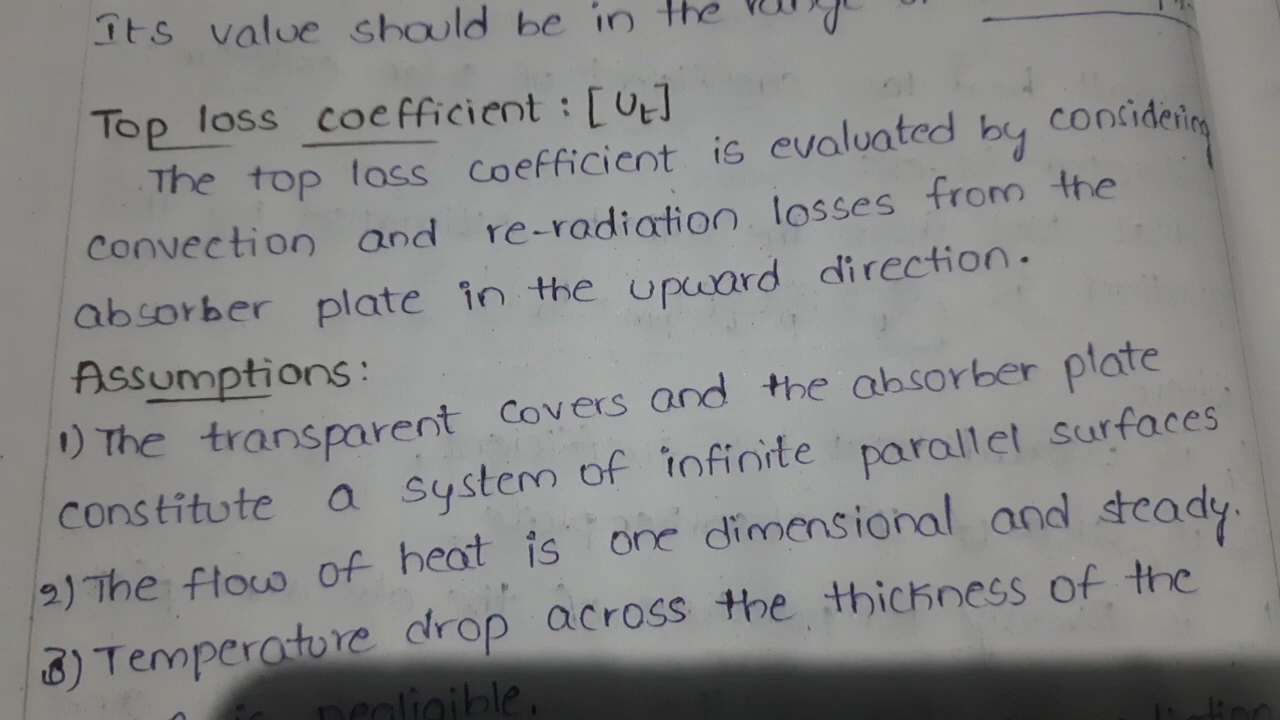 Its value should be in the range
Top loss coefficient : [Ut]
The top loss coefficient is evaluated by considering
convection and re-radiation losses from the
absorber plate in the upward direction.
Assumptions:
1) The transparent covers and the absorber plate
constitute a system of infinite parallel surfaces
2) The flow of heat is one dimensional and steady.
3) Temperature drop across the thickness of the
is negligible.